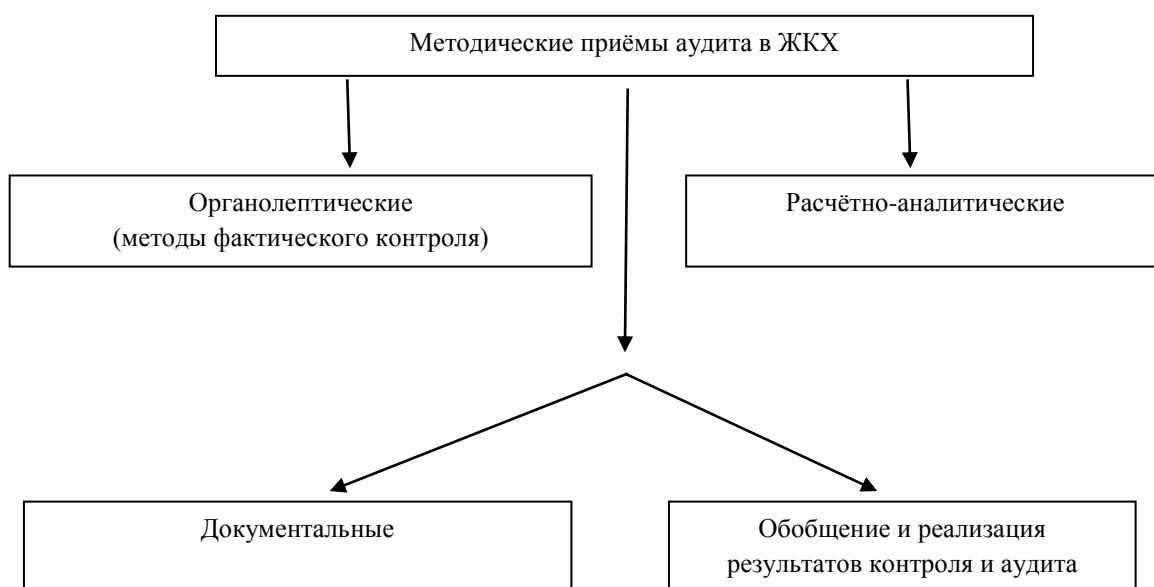 Методические приёмы аудита в ЖКХ
Органолептические
(методы фактического контроля)
Расчётно-аналитические
Документальные
Обобщение и реализация
результатов контроля и аудита